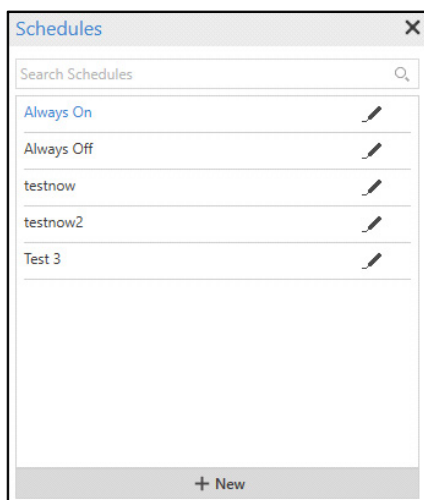 Schedules
Search Schedules
Always On
Always Off
testnow
testnow2
Test 3
New